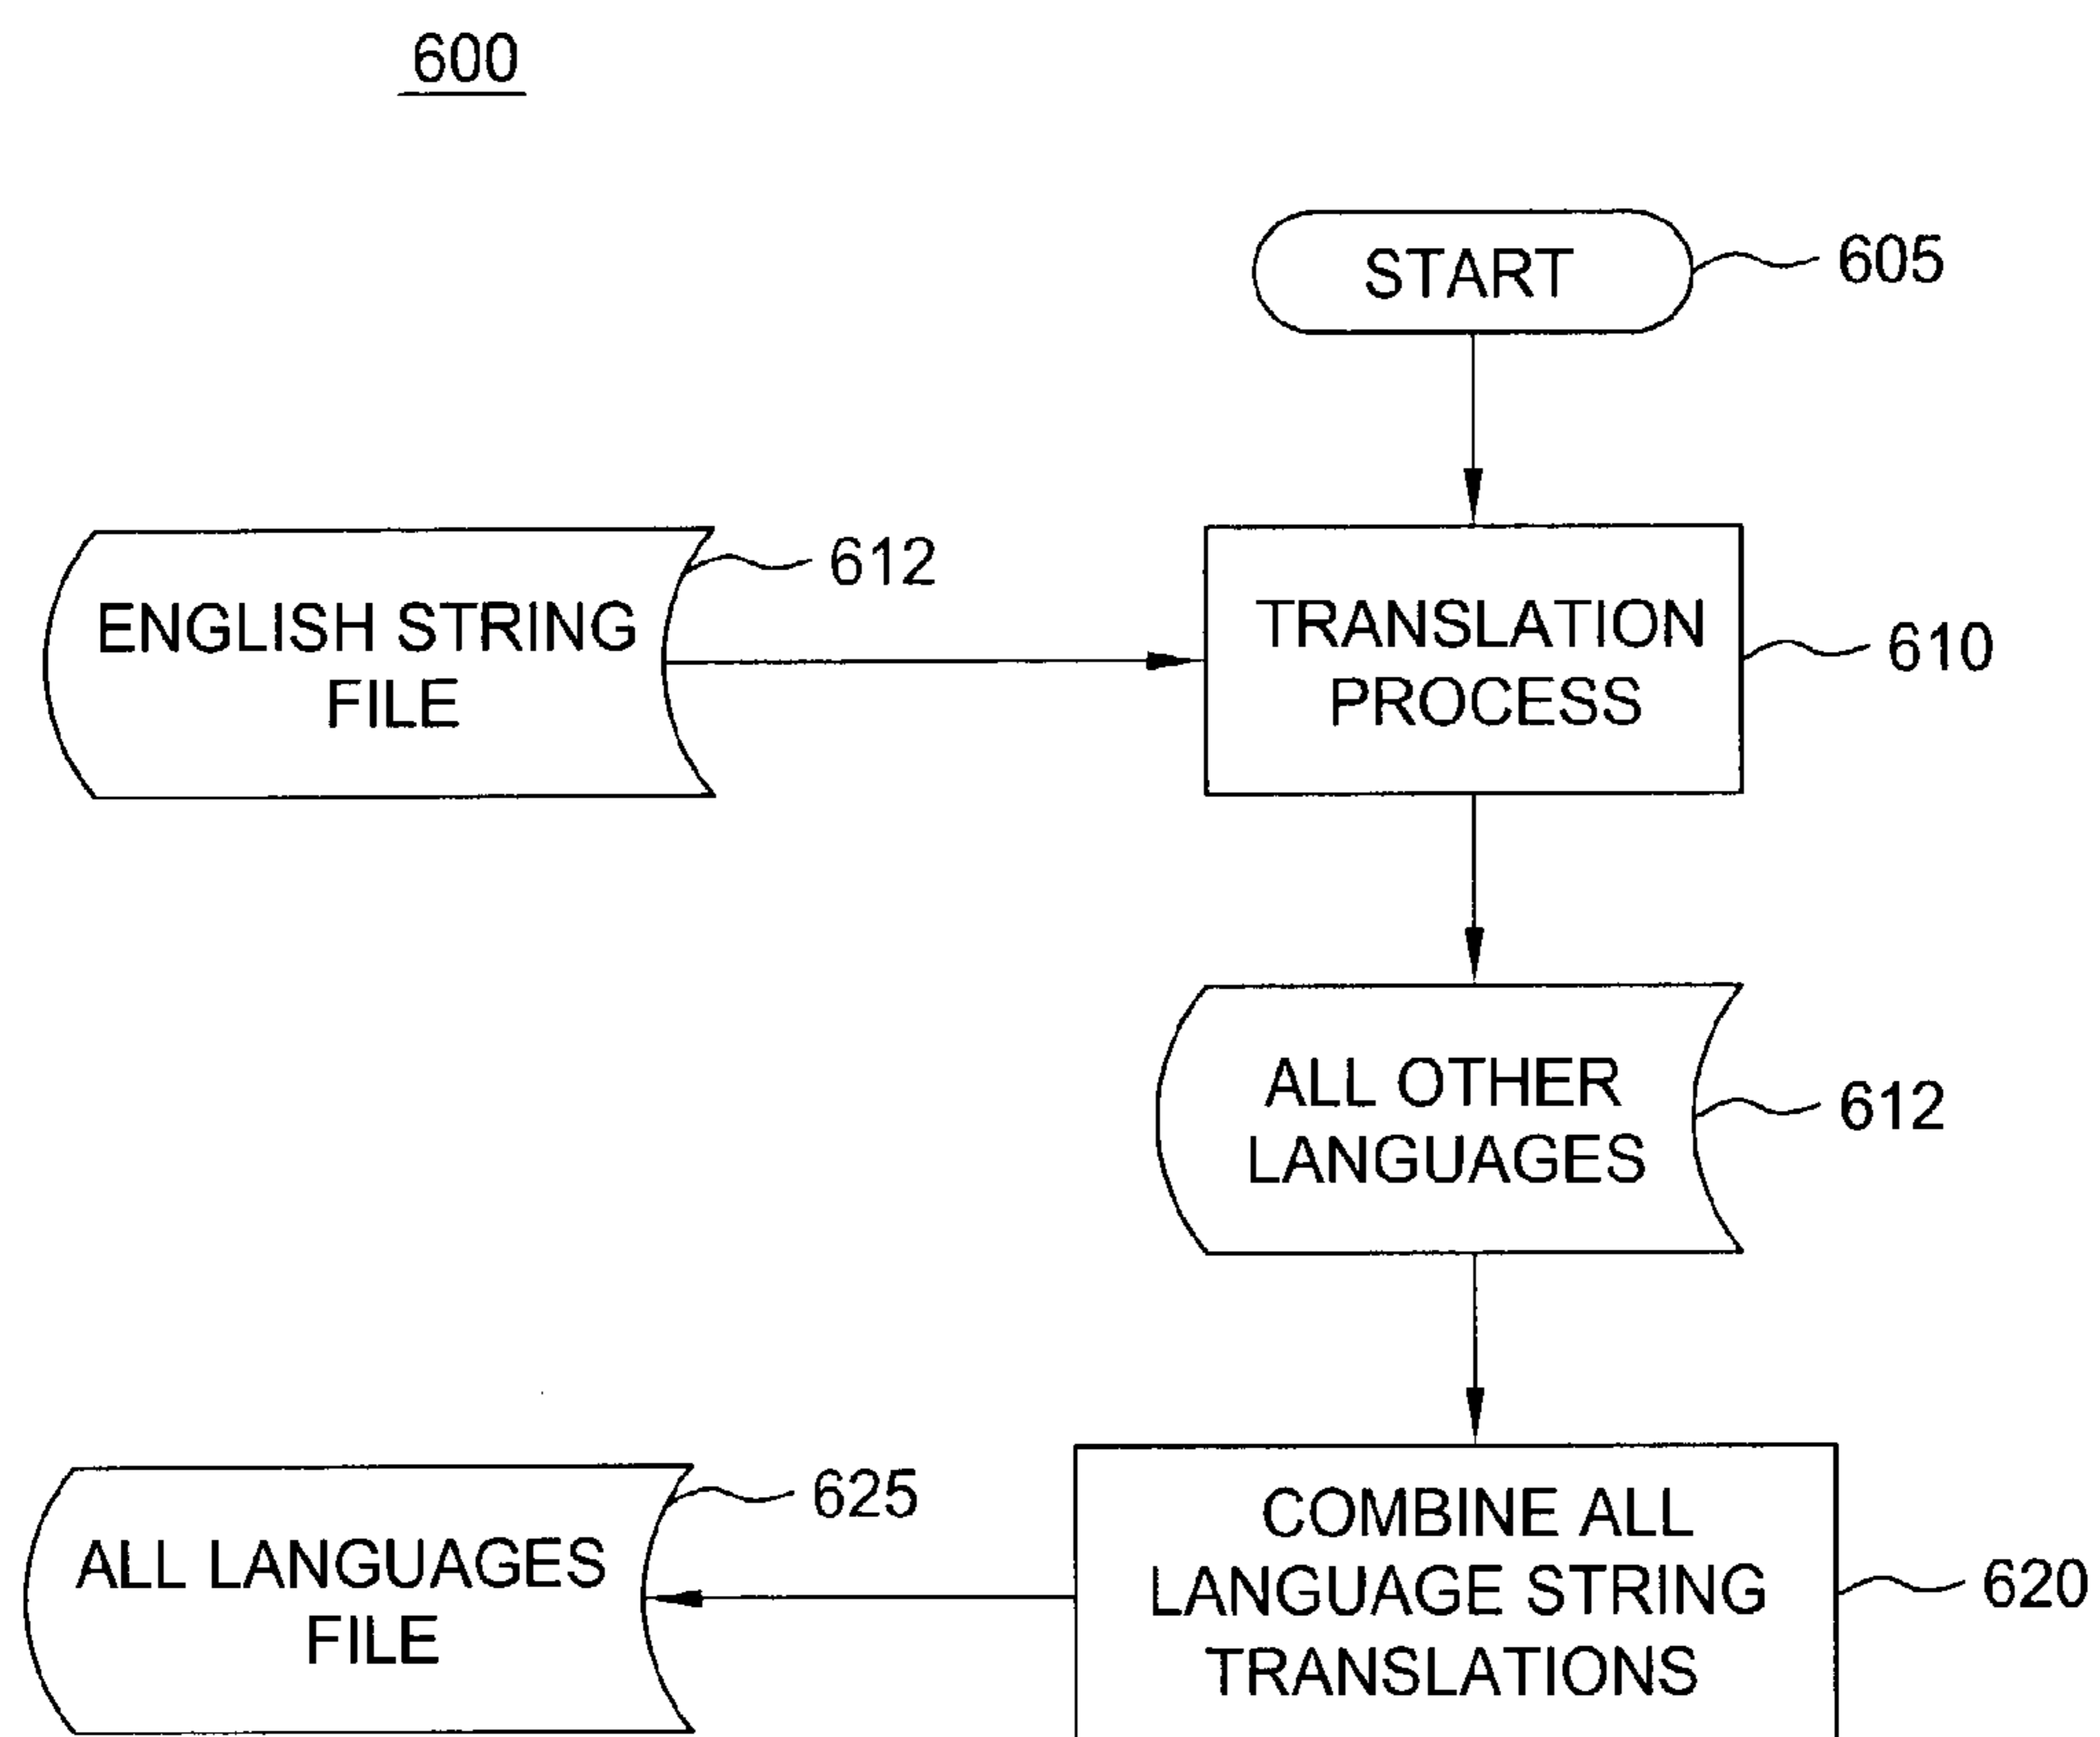 600
START
605
ENGLISH STRING
FILE
612
TRANSLATION
PROCESS
610
ALL OTHER
LANGUAGES
612
ALL LANGUAGES
FILE
625
COMBINE ALL
LANGUAGE STRING
TRANSLATIONS
620